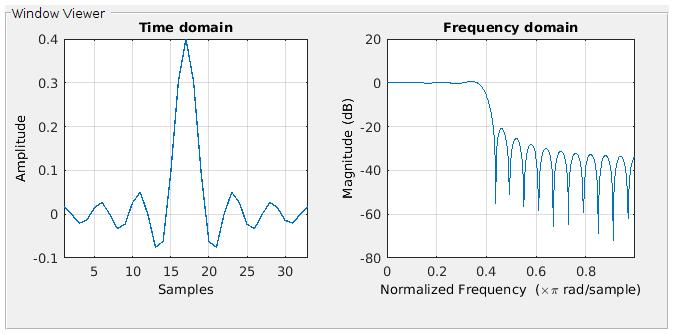 Window Viewer
Time domain
Frequency domain
0.4
0.3
0.2
0.1
0
-0.1
Amplitude
5 10 15 20 25 30
Samples
20
0
-20
-40
-60
-80
Magnitude (dB)
0 0.2 0.4 0.6 0.8
Normalized Frequency (×π rad/sample)